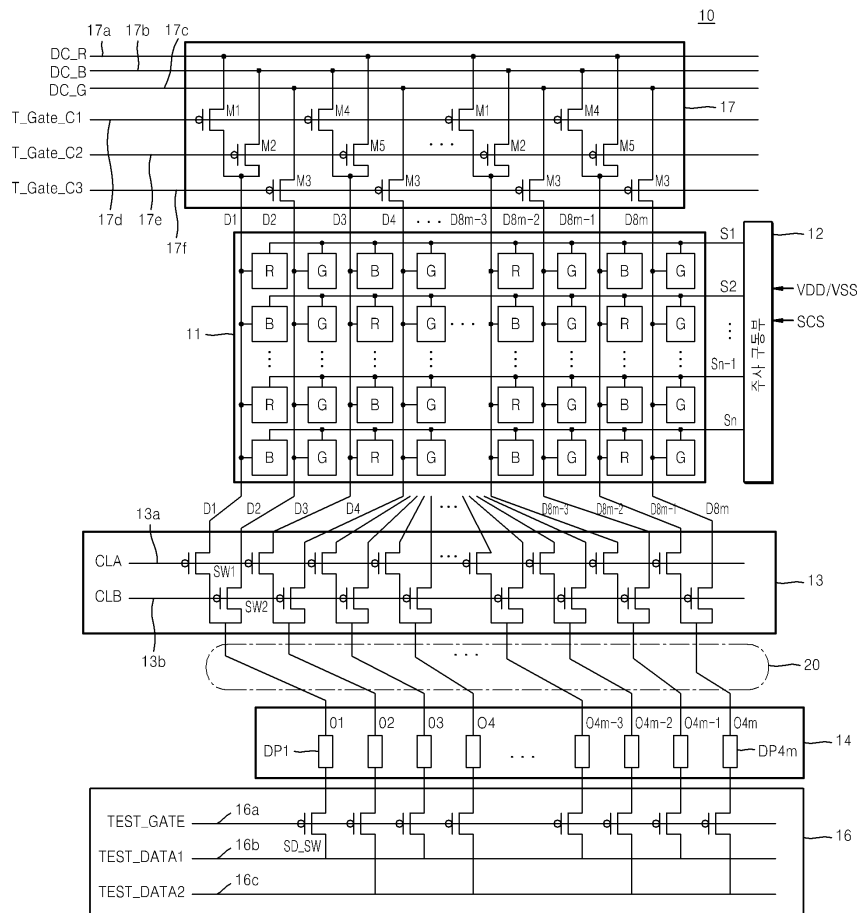 10
17a 17b 17c
DC_R
DC_B
DC_G
T_Gate_C1
T_Gate_C2
T_Gate_C3
M1 M4 M1 M4
M2 M5 ... M2 M5
M3 M3 M3 M3
17
17d 17e 17f
D1 D2 D3 D4 ... D8m-3 D8m-2 D8m-1 D8m
S1 12
R G B G R G B G
S2 VDD/VSS
B G R G ... B G R G
SCS
11
주사 구동부
Sn-1
R G B G R G B G
Sn
B G R G B G R G
D1 D2 D3 D4 ... D8m-3 D8m-2 D8m-1 D8m
13a
CLA
SW1
...
13
CLB
SW2
13b
... 20
O1 O2 O3 O4 O4m-3 O4m-2 O4m-1 O4m
14
DP1 ... DP4m
TEST_GATE 16a
16
SD_SW
TEST_DATA1 16b
TEST_DATA2 16c